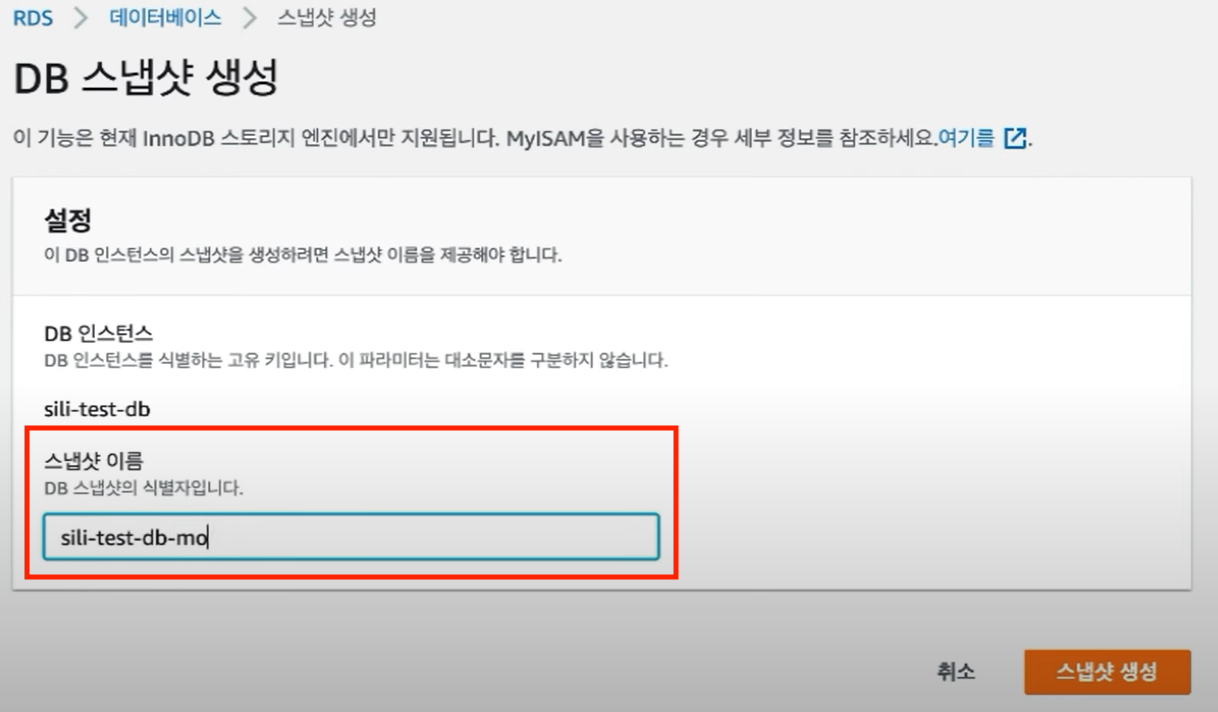 RDS > 데이터베이스 > 스냅샷 생성
DB 스냅샷 생성
이 기능은 현재 InnoDB 스토리지 엔진에서만 지원됩니다. MyISAM을 사용하는 경우 세부 정보를 참조하세요.여기를 .
설정
이 DB 인스턴스의 스냅샷을 생성하려면 스냅샷 이름을 제공해야 합니다.
DB 인스턴스
DB 인스턴스를 식별하는 고유 키입니다. 이 파라미터는 대소문자를 구분하지 않습니다.
sili-test-db
스냅샷 이름
DB 스냅샷의 식별자입니다.
sili-test-db-mo
취소 스냅샷 생성